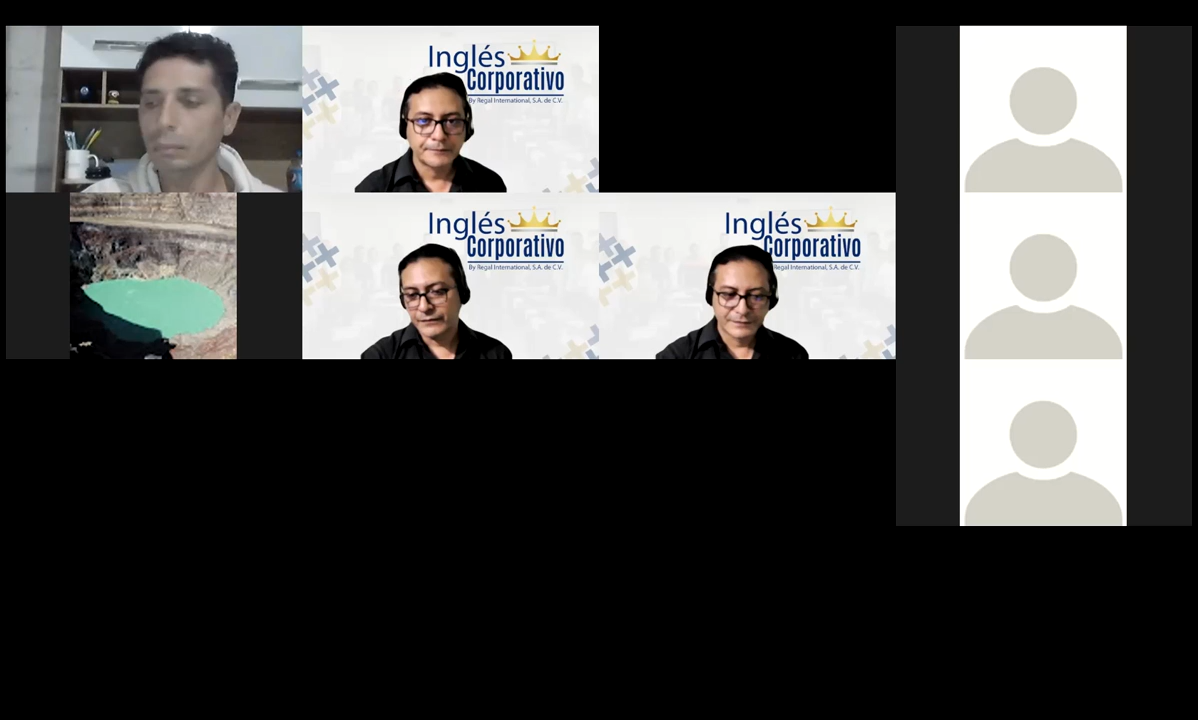 Inglés
Corporativo
By Regal International, S.A. de C.V.
Inglés
Corporativo
By Regal International, S.A. de C.V.
Inglés
Corporativo
Regal International, S.A. de C.V.